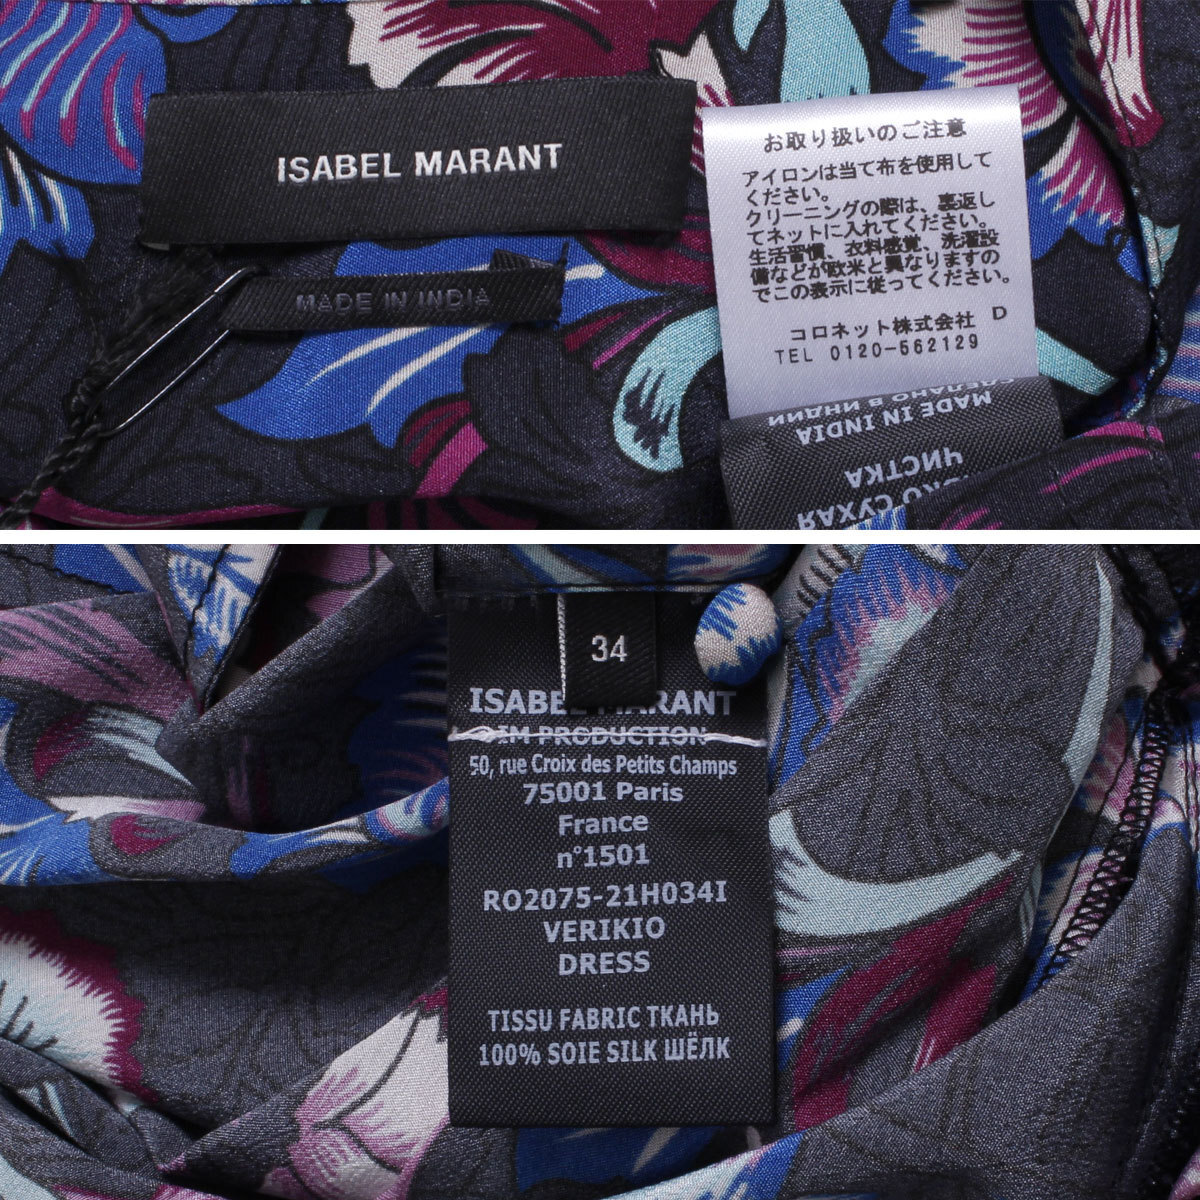 ISABEL MARANT
MADE IN INDIA
お取り扱いのご注意
アイロンは当て布を使用して
ください。
クリーニングの際は、裏返し
てネットに入れてください。
生活習慣、衣料感覚、洗濯設
備などが欧米と異なりますの
でこの表示に従ってください。
コロネット株式会社 D
TEL 0120-562129
СДЕЛАНО В ИНДИИ
MADE IN INDIA
ЧИСТКА
СУХАЯ
34
ISABEL MARANT
IM PRODUCTION
50, rue Croix des Petits Champs
75001 Paris
France
n°1501
RO2075-21H034I
VERIKIO
DRESS
TISSU FABRIC ТКАНЬ
100% SOIE SILK ШЁЛК